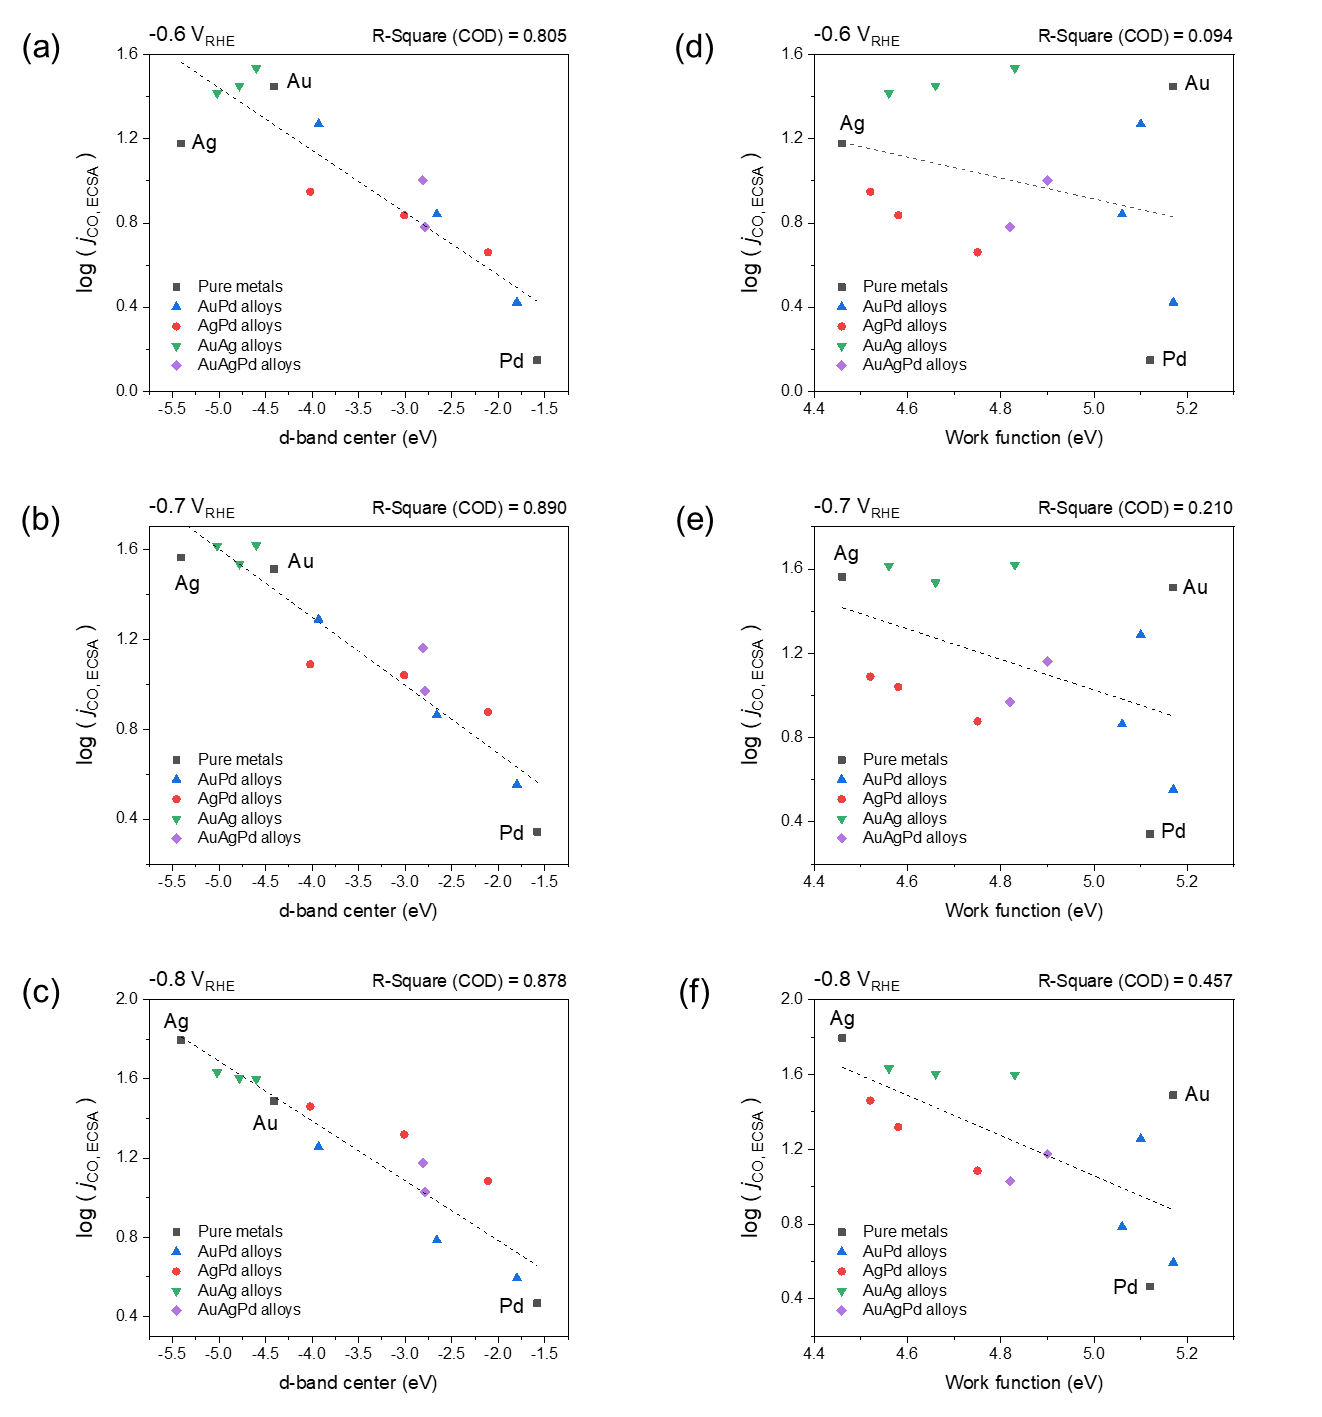 (a)
-0.6 VRHE
R-Square (COD) = 0.805
log ( jCO, ECSA )
1.6
1.2
0.8
0.4
0.0
Au
Ag
Pd
Pure metals
AuPd alloys
AgPd alloys
AuAg alloys
AuAgPd alloys
-5.5 -5.0 -4.5 -4.0 -3.5 -3.0 -2.5 -2.0 -1.5
d-band center (eV)
(d)
-0.6 VRHE
R-Square (COD) = 0.094
log ( jCO, ECSA )
1.6
1.2
0.8
0.4
0.0
Au
Ag
Pd
Pure metals
AuPd alloys
AgPd alloys
AuAg alloys
AuAgPd alloys
4.4 4.6 4.8 5.0 5.2
Work function (eV)
(b)
-0.7 VRHE
R-Square (COD) = 0.890
log ( jCO, ECSA )
1.6
1.2
0.8
0.4
Au
Ag
Pd
Pure metals
AuPd alloys
AgPd alloys
AuAg alloys
AuAgPd alloys
-5.5 -5.0 -4.5 -4.0 -3.5 -3.0 -2.5 -2.0 -1.5
d-band center (eV)
(e)
-0.7 VRHE
R-Square (COD) = 0.210
log ( jCO, ECSA )
1.6
1.2
0.8
0.4
Ag
Au
Pd
Pure metals
AuPd alloys
AgPd alloys
AuAg alloys
AuAgPd alloys
4.4 4.6 4.8 5.0 5.2
Work function (eV)
(c)
-0.8 VRHE
R-Square (COD) = 0.878
log ( jCO, ECSA )
2.0
1.6
1.2
0.8
0.4
Ag
Au
Pd
Pure metals
AuPd alloys
AgPd alloys
AuAg alloys
AuAgPd alloys
-5.5 -5.0 -4.5 -4.0 -3.5 -3.0 -2.5 -2.0 -1.5
d-band center (eV)
(f)
-0.8 VRHE
R-Square (COD) = 0.457
log ( jCO, ECSA )
2.0
1.6
1.2
0.8
0.4
Ag
Au
Pd
Pure metals
AuPd alloys
AgPd alloys
AuAg alloys
AuAgPd alloys
4.4 4.6 4.8 5.0 5.2
Work function (eV)